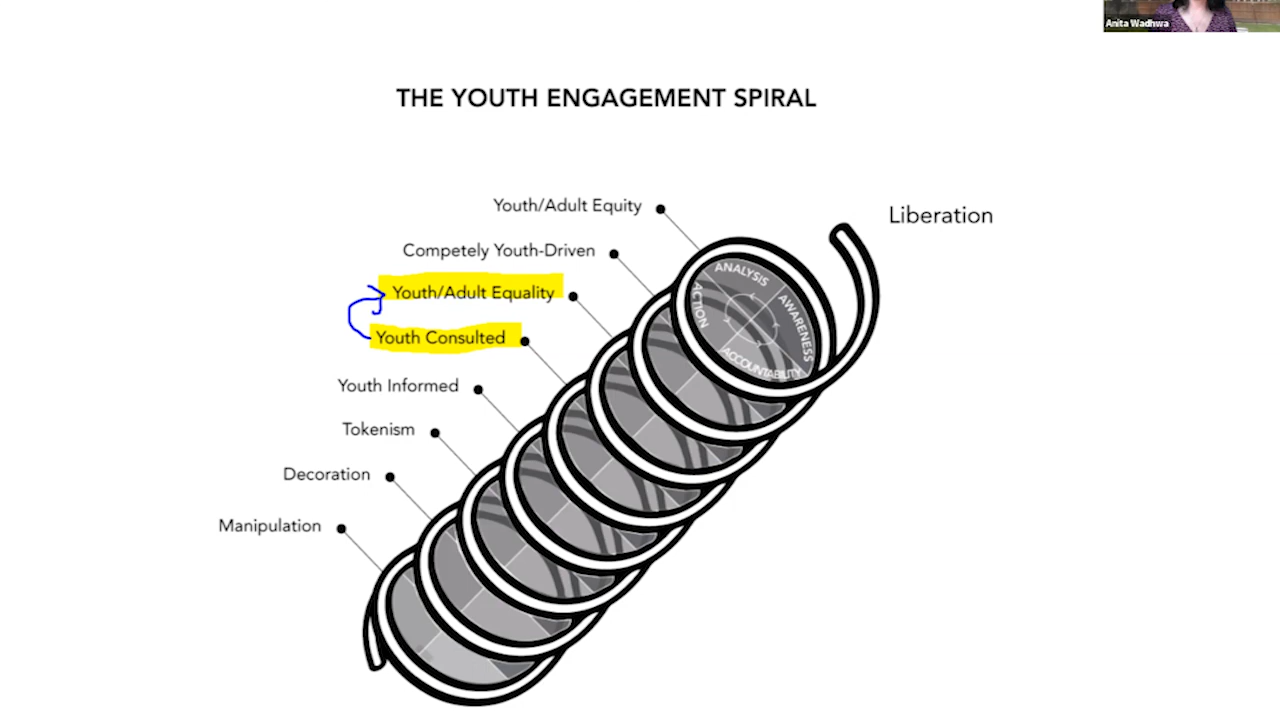 Anita Wadhwa
THE YOUTH ENGAGEMENT SPIRAL
Youth/Adult Equity
Liberation
Competely Youth-Driven
Youth/Adult Equality
Youth Consulted
Youth Informed
Tokenism
Decoration
Manipulation
ANALYSIS
AWARENESS
ACCOUNTABILITY
ACTION